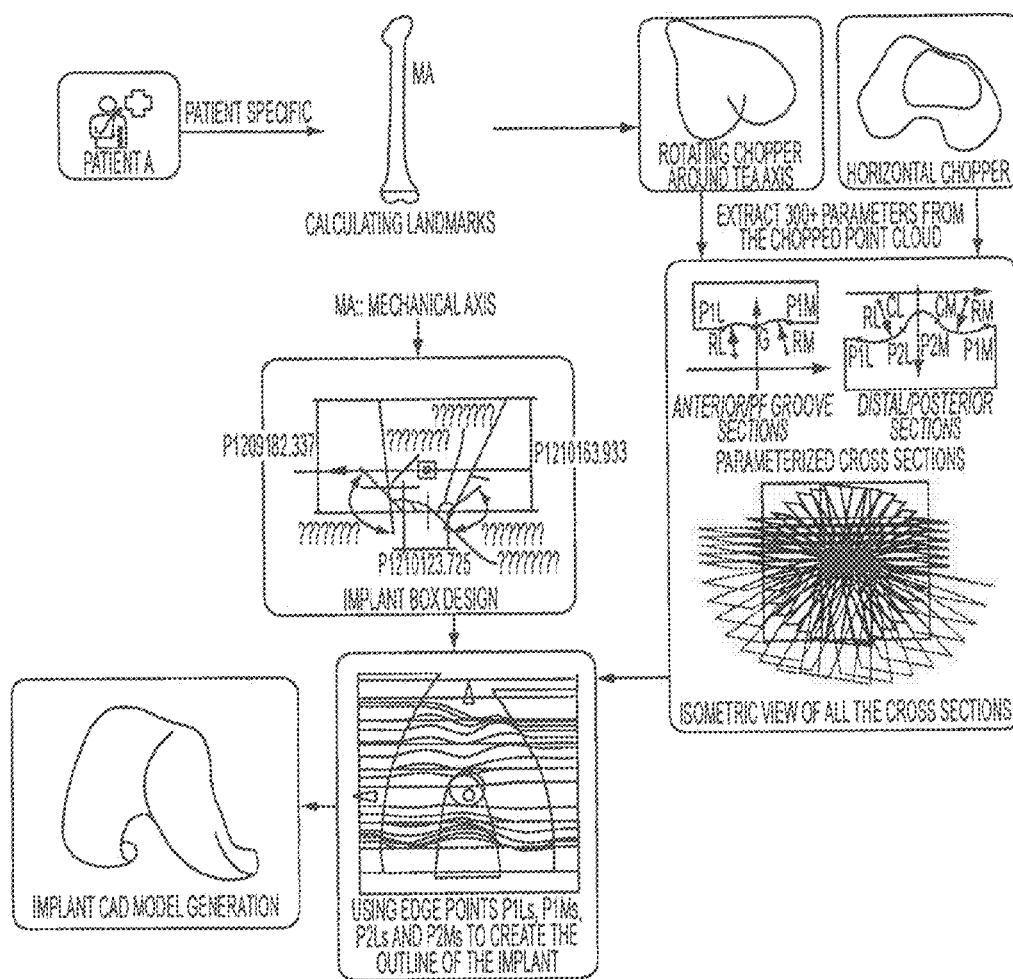 MA
PATIENT SPECIFIC
PATIENT A
CALCULATING LANDMARKS
ROTATING CHOPPER
AROUND TEA AXIS
HORIZONTAL CHOPPER
EXTRACT 300+ PARAMETERS FROM
THE CHOPPED POINT CLOUD
MA:: MECHANICAL AXIS
P1L P1M
RL G RM
ANTERIOR/PF GROOVE
SECTIONS
RL CL CM RM
P1L P2L P2M P1M
DISTAL/POSTERIOR
SECTIONS
PARAMETERIZED CROSS SECTIONS
????????
????????
P1209182.337
P1210163.933
????????
????????
P1210123.725
????????
IMPLANT BOX DESIGN
ISOMETRIC VIEW OF ALL THE CROSS SECTIONS
IMPLANT CAD MODEL GENERATION
USING EDGE POINTS P1Ls, P1Ms,
P2Ls AND P2Ms TO CREATE THE
OUTLINE OF THE IMPLANT